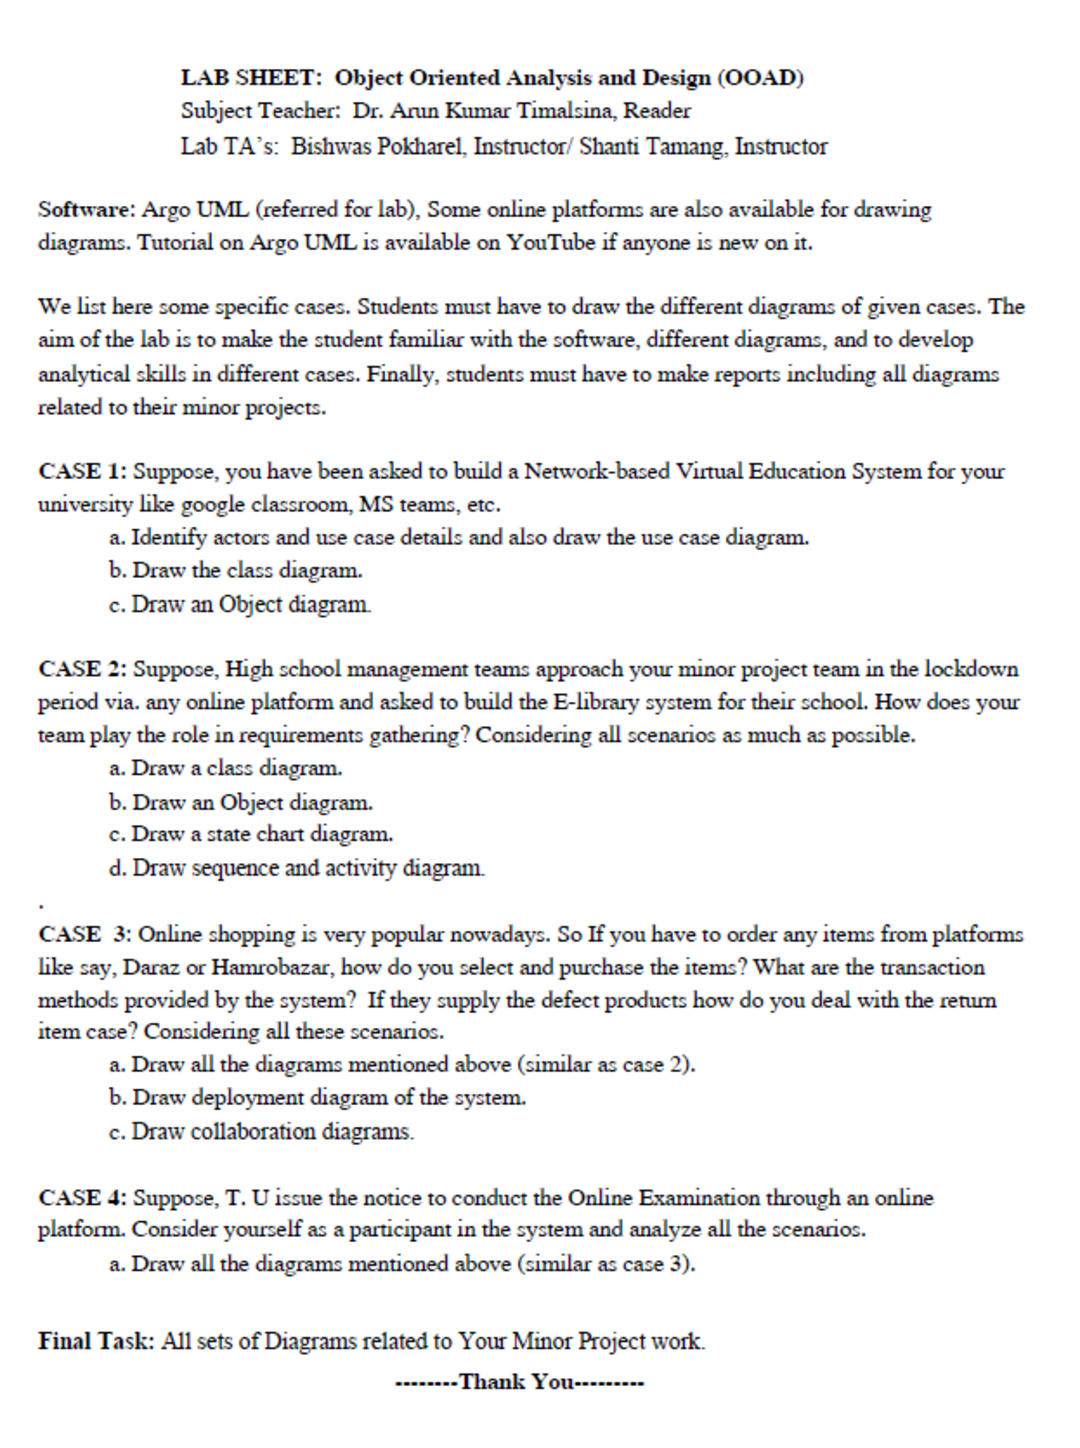 LAB SHEET: Object Oriented Analysis and Design (OOAD)
Subject Teacher: Dr. Arun Kumar Timalsina, Reader
Lab TA's: Bishwas Pokharel, Instructor/ Shanti Tamang, Instructor
Software: Argo UML (referred for lab), Some online platforms are also available for drawing
diagrams. Tutorial on Argo UML is available on YouTube if anyone is new on it.
We list here some specific cases. Students must have to draw the different diagrams of given cases. The
aim of the lab is to make the student familiar with the software, different diagrams, and to develop
analytical skills in different cases. Finally, students must have to make reports including all diagrams
related to their minor projects.
CASE 1: Suppose, you have been asked to build a Network-based Virtual Education System for your
university like google classroom, MS teams, etc.
a. Identify actors and use case details and also draw the use case diagram.
b. Draw the class diagram.
c. Draw an Object diagram.
CASE 2: Suppose, High school management teams approach your minor project team in the lockdown
period via. any online platform and asked to build the E-library system for their school. How does your
team play the role in requirements gathering? Considering all scenarios as much as possible.
a. Draw a class diagram.
b. Draw an Object diagram.
c. Draw a state chart diagram.
d. Draw sequence and activity diagram.
.
CASE 3: Online shopping is very popular nowadays. So If you have to order any items from platforms
like say, Daraz or Hamrobazar, how do you select and purchase the items? What are the transaction
methods provided by the system? If they supply the defect products how do you deal with the return
item case? Considering all these scenarios.
a. Draw all the diagrams mentioned above (similar as case 2).
b. Draw deployment diagram of the system.
c. Draw collaboration diagrams.
CASE 4: Suppose, T. U issue the notice to conduct the Online Examination through an online
platform. Consider yourself as a participant in the system and analyze all the scenarios.
a. Draw all the diagrams mentioned above (similar as case 3).
Final Task: All sets of Diagrams related to Your Minor Project work.
--------Thank You---------